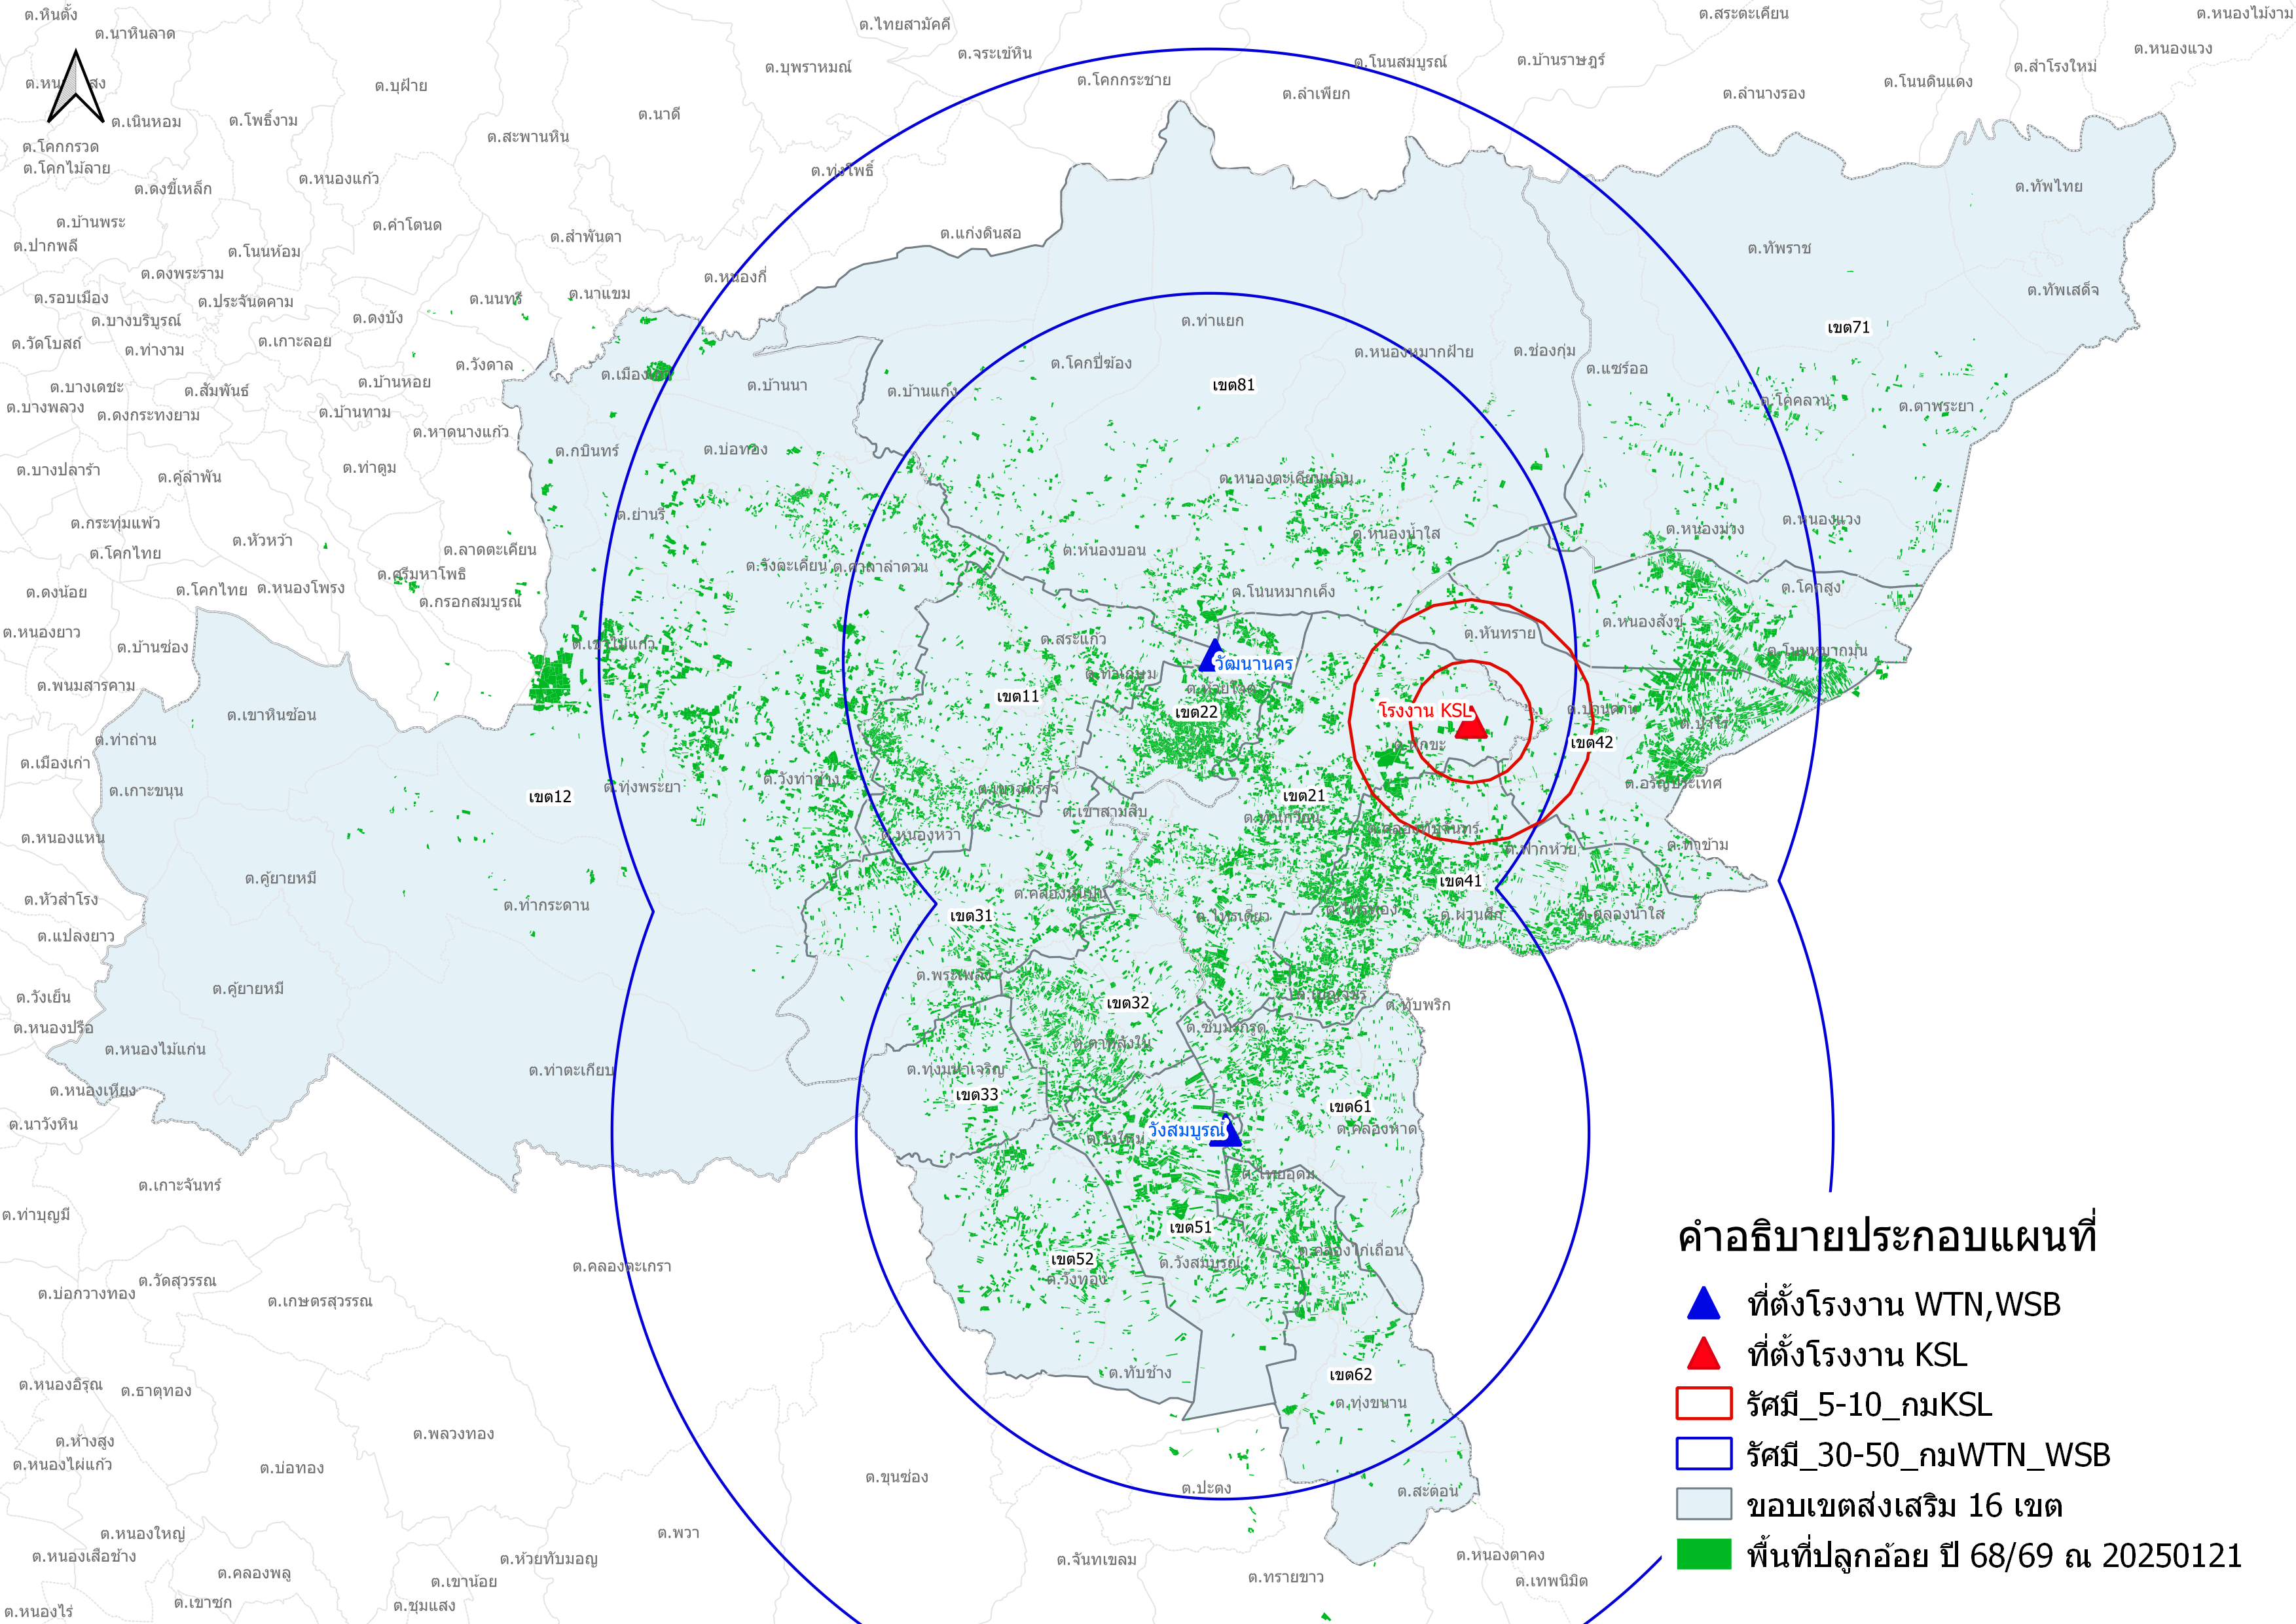 ต.หินตั้ง
ต.ไทยสามัคคี
ต.สระตะเคียน
ต.หนองไม้งาม
ต.นาหินลาด
ต.จระเข้หิน
ต.โนนสมบูรณ์
ต.บ้านราษฎร์
ต.หนองแวง
ต.บุพราหมณ์
ต.โคกกระชาย
ต.สำโรงใหม่
ต.บุฝ้าย
ต.ลำเพียก
ต.ลำนางรอง
ต.โนนดินแดง
ต.นาดี
ต.เนินหอม
ต.โพธิ์งาม
ต.สะพานหิน
ต.โคกกรวด
ต.โคกไม้ลาย
ต.ทุ่งโพธิ์
ต.หนองแก้ว
ต.ดงขี้เหล็ก
ต.ทัพไทย
ต.บ้านพระ
ต.คำโตนด
ต.แก่งดินสอ
ต.ปากพลี
ต.โนนห้อม
ต.สำพันตา
ต.ทัพราช
ต.ดงพระราม
ต.หนองกี่
ต.ทัพเสด็จ
ต.รอบเมือง
ต.ประจันตคาม
ต.นนทรี
ต.นาแขม
ต.บางบริบูรณ์
ต.ดงบัง
ต.ท่าแยก
เขต71
ต.วัดโบสถ์
ต.ท่างาม
ต.เกาะลอย
ต.หนองหมากฝ้าย
ต.ช่องกุ่ม
ต.วังดาล
ต.โคกปี่ฆ้อง
ต.แซร์ออ
ต.บางเดชะ
ต.สัมพันธ์
ต.บ้านหอย
ต.บ้านนา
ต.บ้านแก้ง
เขต81
ต.โคคลาน
ต.ตาพระยา
ต.บางพลวง
ต.ดงกระทงยาม
ต.บ้านทาม
ต.หาดนางแก้ว
ต.กบินทร์
ต.บ่อทอง
ต.บางปลาร้า
ต.คู้ลำพัน
ต.ท่าตูม
ต.หนองตะเคียนบอน
ต.ย่านรี
ต.กระทุ่มแพ้ว
ต.หนองม่วง
ต.หนองแวง
ต.หัวหว้า
ต.หนองน้ำใส
ต.โคกไทย
ต.ลาดตะเคียน
ต.หนองบอน
ต.วังตะเคียน
ต.ศาลาลำดวน
ต.ศรีมหาโพธิ
ต.ดงน้อย
ต.โคกไทย
ต.หนองโพรง
ต.กรอกสมบูรณ์
ต.โนนหมากเค็ง
ต.โคกสูง
ต.หนองยาว
ต.บ้านซ่อง
ต.เขาไม้แก้ว
ต.สระแก้ว
ต.หันทราย
ต.หนองสังข์
ต.โนนหมากมุ่น
วัฒนานคร
ต.พนมสารคาม
ต.ท่าเกษม
ต.ห้วยโจด
เขต11
เขต22
โรงงาน KSL
ต.บ้านด่าน
ต.ป่าไร่
ต.เขาหินซ้อน
ต.ท่าถ่าน
ต.ผักขะ
เขต42
ต.เมืองเก่า
ต.เกาะขนุน
เขต12
ต.ทุ่งพระยา
ต.วังท่าช้าง
ต.เขาฉกรรจ์
เขต21
ต.อรัญประเทศ
ต.เขาสามสิบ
ต.ท่าเกวียน
ต.หนองแหน
ต.หนองหว้า
ต.คลองทับจันทร์
ต.ฟากห้วย
ต.ท่าข้าม
ต.คู้ยายหมี
เขต41
ต.หัวสำโรง
ต.ท่ากระดาน
เขต31
ต.คลองหินปูน
ต.ไทรเดี่ยว
ต.ทัพทอง
ต.ผ่านศึก
ต.คลองน้ำใส
ต.แปลงยาว
ต.พระเพลิง
ต.คู้ยายหมี
ต.วังเย็น
เขต32
ต.เบญจขร
ต.ทับพริก
ต.หนองปรือ
ต.ซับมะกรูด
ต.หนองไม้แก่น
ต.ตาหลังใน
ต.ท่าตะเกียบ
ต.ทุ่งมหาเจริญ
ต.หนองเหียง
เขต33
เขต61
ต.นาวังหิน
วังสมบูรณ์
ต.วังใหม่
ต.คลองหาด
ต.ไทยอุดม
ต.เกาะจันทร์
ต.ท่าบุญมี
เขต51
ต.คลองไก่เถื่อน
เขต52
ต.วังสมบูรณ์
ต.คลองตะเกรา
ต.วังทอง
ต.วัดสุวรรณ
ต.บ่อกวางทอง
ต.เกษตรสุวรรณ
ต.ทับช้าง
เขต62
ต.หนองอิรุณ
ต.ธาตุทอง
ต.ทุ่งขนาน
ต.พลวงทอง
ต.ห้างสูง
ต.หนองไผ่แก้ว
ต.บ่อทอง
ต.ขุนซ่อง
ต.ปะตง
ต.สะตอน
ต.หนองใหญ่
ต.พวา
ต.หนองเสือช้าง
ต.ห้วยทับมอญ
ต.จันทเขลม
ต.หนองตาคง
ต.คลองพลู
ต.เขาน้อย
ต.ทรายขาว
ต.เทพนิมิต
ต.เขาซก
ต.ชุมแสง
ต.หนองไร่
คำอธิบายประกอบแผนที่
ที่ตั้งโรงงาน WTN,WSB
ที่ตั้งโรงงาน KSL
รัศมี_5-10_กมKSL
รัศมี_30-50_กมWTN_WSB
ขอบเขตส่งเสริม 16 เขต
พื้นที่ปลูกอ้อย ปี 68/69 ณ 20250121